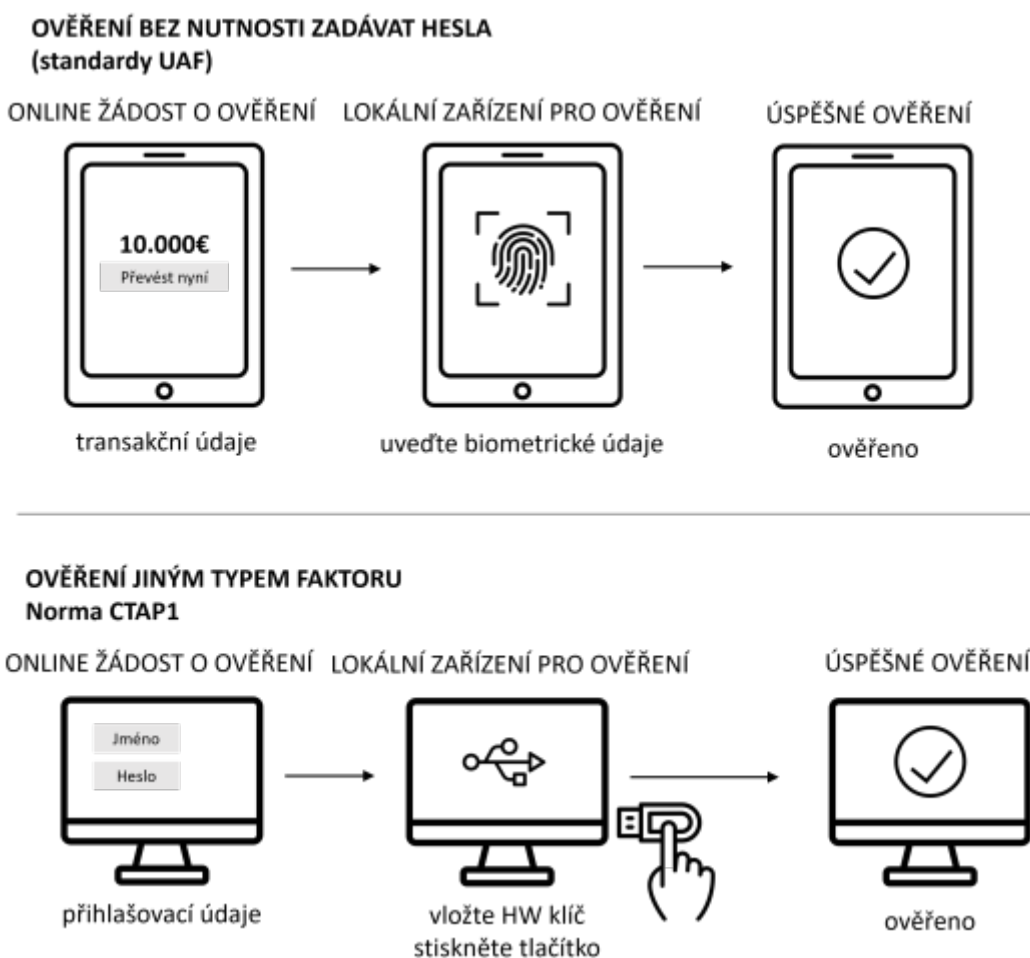 OVĚŘENÍ BEZ NUTNOSTI ZADÁVAT HESLA
(standardy UAF)
ONLINE ŽÁDOST O OVĚŘENÍ
LOKÁLNÍ ZAŘÍZENÍ PRO OVĚŘENÍ
ÚSPĚŠNÉ OVĚŘENÍ
10.000€
Převést nyní
transakční údaje
uveďte biometrické údaje
ověřeno
OVĚŘENÍ JINÝM TYPEM FAKTORU
Norma CTAP1
ONLINE ŽÁDOST O OVĚŘENÍ
LOKÁLNÍ ZAŘÍZENÍ PRO OVĚŘENÍ
ÚSPĚŠNÉ OVĚŘENÍ
Jméno
Heslo
přihlašovací údaje
vložte HW klíč
stiskněte tlačítko
ověřeno